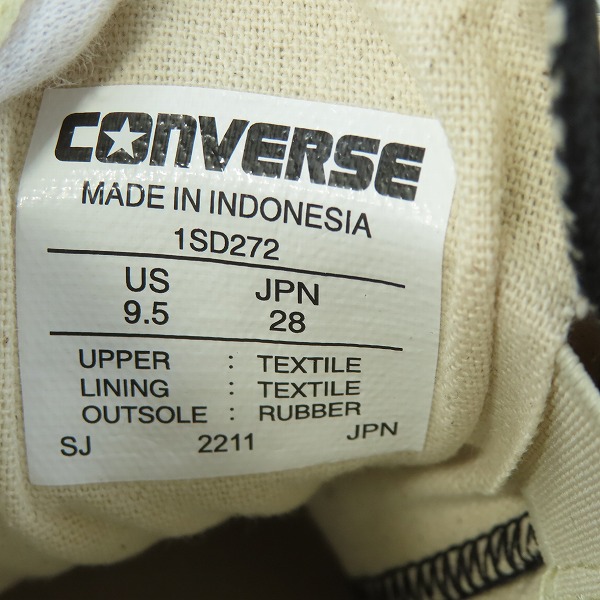 CONVERSE
MADE IN INDONESIA
1SD272
US JPN
9.5 28
UPPER : TEXTILE
LINING : TEXTILE
OUTSOLE : RUBBER
SJ 2211 JPN